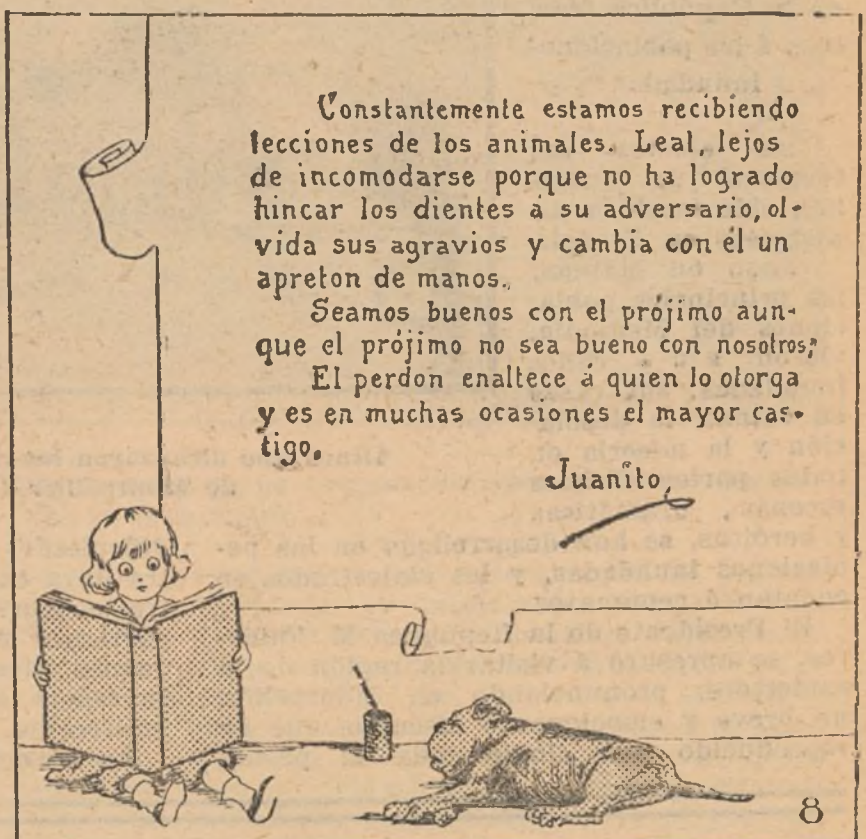 Constantemente estamos recibiendo
lecciones de los animales. Leal, lejos
de incomodarse porque no ha logrado
hincar los dientes á su adversario, ol-
vida sus agravios y cambia con él un
apreton de manos.
Seamos buenos con el prójimo aun-
que el prójimo no sea bueno con nosotros;
El perdon enaltece á quien lo otorga
y es en muchas ocasiones el mayor cas-
tigo.
Juanito,
8